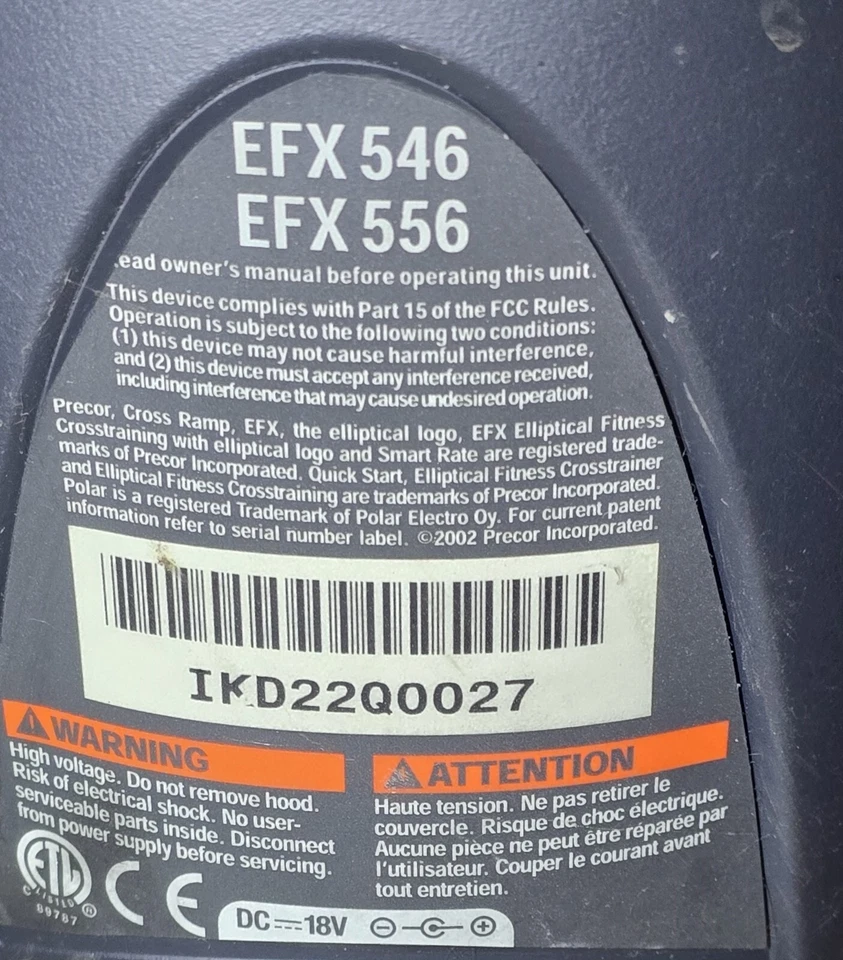 EFX 546
EFX 556
ead owner's manual before operating this unit.
This device complies with Part 15 of the FCC Rules.
Operation is subject to the following two conditions:
(1) this device may not cause harmful interference,
and (2) this device must accept any interference received,
including interference that may cause undesired operation.
Precor, Cross Ramp, EFX, the elliptical logo, EFX Elliptical Fitness
Crosstraining with elliptical logo and Smart Rate are registered trade-
marks of Precor Incorporated. Quick Start, Elliptical Fitness Crosstrainer
and Elliptical Fitness Crosstraining are trademarks of Precor Incorporated.
Polar is a registered Trademark of Polar Electro Oy. For current patent
information refer to serial number label. ©2002 Precor Incorporated.
IKD22Q0027
WARNING
High voltage. Do not remove hood.
Risk of electrical shock. No user-
serviceable parts inside. Disconnect
from power supply before servicing.
ATTENTION
Haute tension. Ne pas retirer le
couvercle. Risque de choc électrique.
Aucune pièce ne peut être réparée par
l'utilisateur. Couper le courant avant
tout entretien.
ETL
CE
DC 18V